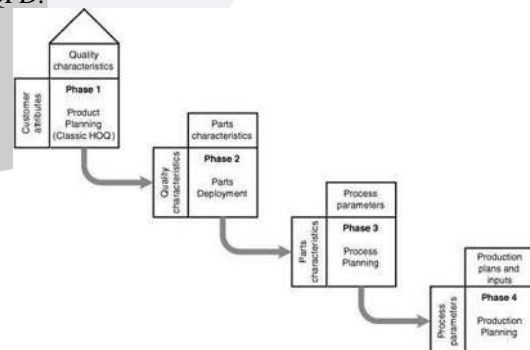 Quality
characteristics
Customer
attributes
Phase 1
Product
Planning
(Classic HOQ)
Parts
characteristics
Quality
characteristics
Phase 2
Parts
Deployment
Process
parameters
Parts
characteristics
Phase 3
Process
Planning
Production
plans and
inputs
Process
parameters
Phase 4
Production
Planning